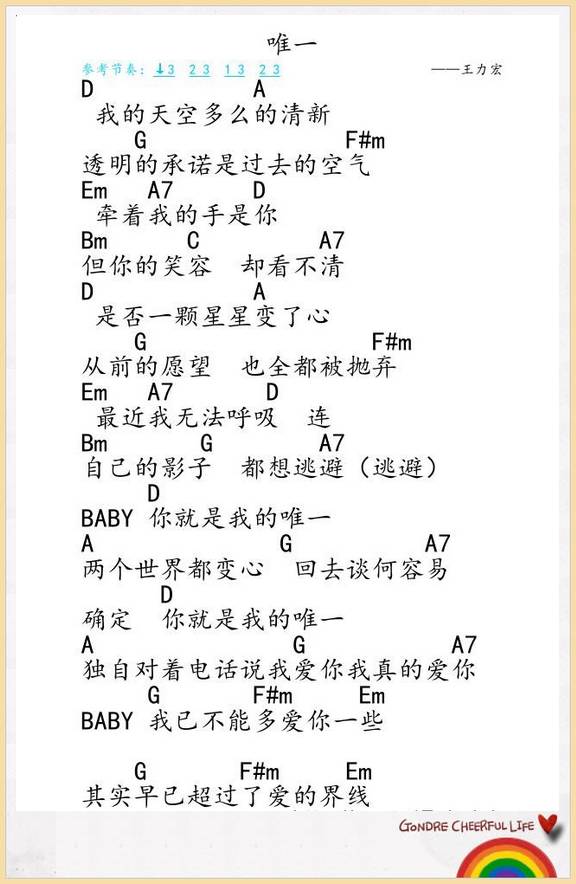 唯一
参考节奏：↓3 2 3 1 3 2 3 ——王力宏
D A
我的天空多么的清新
G F#m
透明的承诺是过去的空气
Em A7 D
牵着我的手是你
Bm C A7
但你的笑容 却看不清
D A
是否一颗星星变了心
G F#m
从前的愿望 也全都被抛弃
Em A7 D
最近我无法呼吸 连
Bm G A7
自己的影子 都想逃避（逃避）
D
BABY 你就是我的唯一
A G A7
两个世界都变心 回去谈何容易
D
确定 你就是我的唯一
A G A7
独自对着电话说我爱你我真的爱你
G F#m Em
BABY 我已不能多爱你一些
G F#m Em
其实早已超过了爱的界线
GONDRE CHEERFUL LIFE